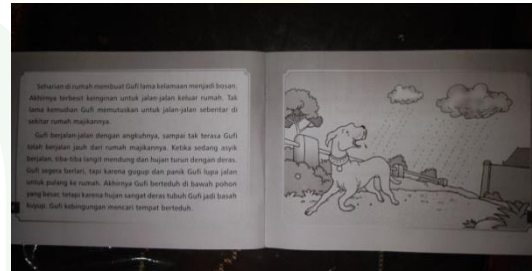 Seharian di rumah membuat Gufi lama kelamaan menjadi bosan.
Akhirnya terbesit keinginan untuk jalan-jalan keluar rumah. Tak
lama kemudian Gufi memutuskan untuk jalan-jalan sebentar di
sekitar rumah majikannya.
Gufi berjalan-jalan dengan angkuhnya, sampai tak terasa Gufi
telah berjalan jauh dari rumah majikannya. Ketika sedang asyik
berjalan, tiba-tiba langit mendung dan hujan turun dengan deras.
Gufi segera berlari, tapi karena gugup dan panik Gufi lupa jalan
untuk pulang ke rumah. Akhirnya Gufi berteduh di bawah pohon
yang besar, tetapi karena hujan sangat deras tubuh Gufi jadi basah
kuyup. Gufi kebingungan mencari tempat berteduh.